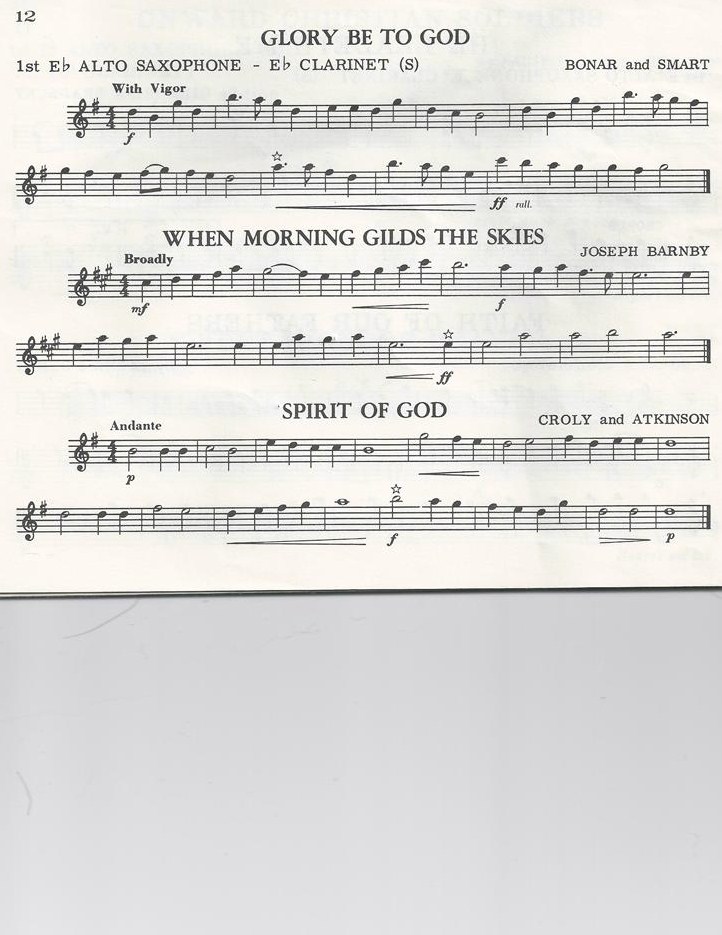 12
GLORY BE TO GOD
1st E♭ ALTO SAXOPHONE - E♭ CLARINET (S)
BONAR and SMART
With Vigor
f
ff rall.
WHEN MORNING GILDS THE SKIES
JOSEPH BARNBY
Broadly
mf
f
ff
SPIRIT OF GOD
CROLY and ATKINSON
Andante
p
f
p